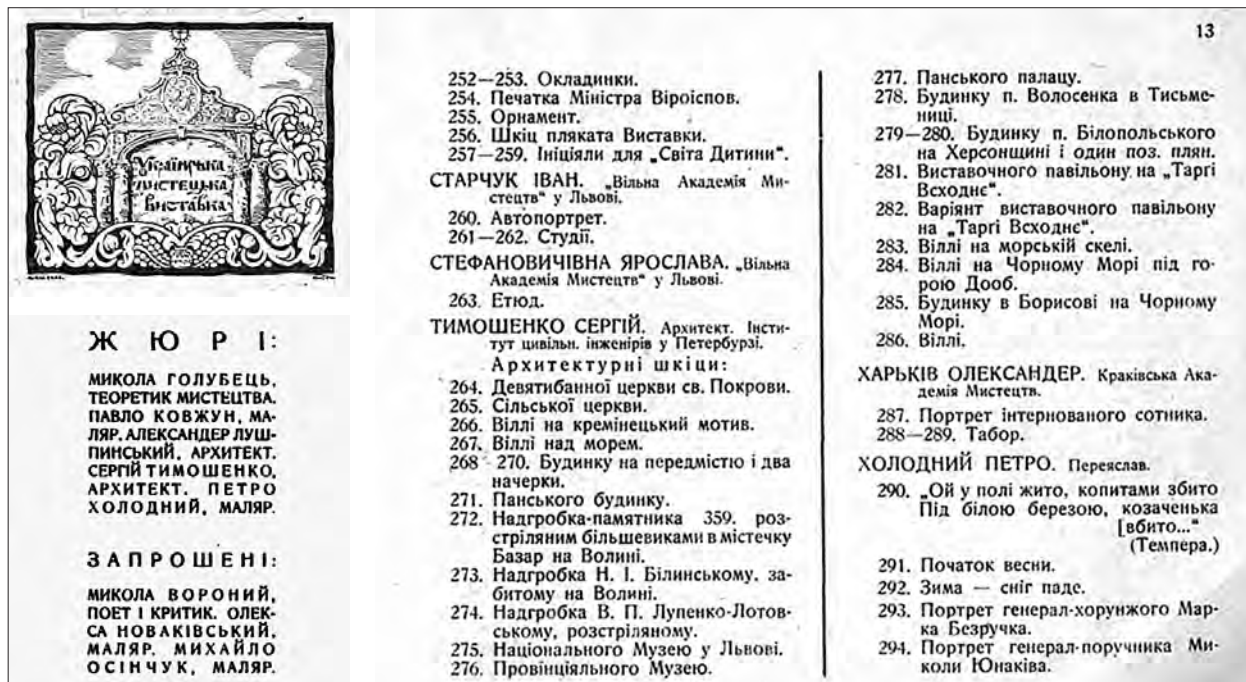 Українська
мистецька
виставка
ЖЮРІ:
МИКОЛА ГОЛУБЕЦЬ,
ТЕОРЕТИК МИСТЕЦТВА.
ПАВЛО КОВЖУН, МА-
ЛЯР. АЛЕКСАНДЕР ЛУШ-
ПИНСЬКИЙ, АРХИТЕКТ.
СЕРГІЙ ТИМОШЕНКО,
АРХИТЕКТ. ПЕТРО
ХОЛОДНИЙ, МАЛЯР.
ЗАПРОШЕНІ:
МИКОЛА ВОРОНИЙ,
ПОЕТ І КРИТИК. ОЛЕК-
СА НОВАКІВСЬКИЙ,
МАЛЯР. МИХАЙЛО
ОСІНЧУК, МАЛЯР.
13
252—253. Окладинки.
254. Печатка Міністра Віроіспов.
255. Орнамент.
256. Шкіц пляката Виставки.
257—259. Ініціяли для „Світа Дитини".
СТАРЧУК ІВАН. „Вільна Академія Ми-
стецтв" у Львові.
260. Автопортрет.
261—262. Студії.
СТЕФАНОВИЧІВНА ЯРОСЛАВА. „Вільна
Академія Мистецтв" у Львові.
263. Етюд.
ТИМОШЕНКО СЕРГІЙ. Архитект. Інсти-
тут цивільн. інженірів у Петербурзі.
Архитектурні шкіци:
264. Девятибанної церкви св. Покрови.
265. Сільської церкви.
266. Віллі на кремінецький мотив.
267. Віллі над морем.
268-270. Будинку на передмістю і два
начерки.
271. Панського будинку.
272. Надгробка-памятника 359. роз-
стріляним більшевиками в містечку
Базар на Волині.
273. Надгробка Н. І. Білинському, за-
битому на Волині.
274. Надгробка В. П. Лупенко-Лотов-
ському, розстріляному.
275. Національного Музею у Львові.
276. Провінціяльного Музею.
277. Панського палацу.
278. Будинку п. Волосенка в Тисьме-
ниці.
279—280. Будинку п. Білопольського
на Херсонщині і один поз. плян.
281. Виставочного павільону на „Таргі
Всходнє".
282. Варіянт виставочного павільону
на „Таргі Всходнє".
283. Віллі на морській скелі.
284. Віллі на Чорному Морі під го-
рою Дооб.
285. Будинку в Борисові на Чорному
Морі.
286. Віллі.
ХАРЬКІВ ОЛЕКСАНДЕР. Краківська Ака-
демія Мистецтв.
287. Портрет інтернованого сотника.
288—289. Табор.
ХОЛОДНИЙ ПЕТРО. Переяслав.
290. „Ой у полі жито, копитами збито
Під білою березою, козаченька
[вбито..."
(Темпера.)
291. Початок весни.
292. Зима — сніг паде.
293. Портрет генерал-хорунжого Мар-
ка Безручка.
294. Портрет генерал-поручника Ми-
коли Юнаківа.